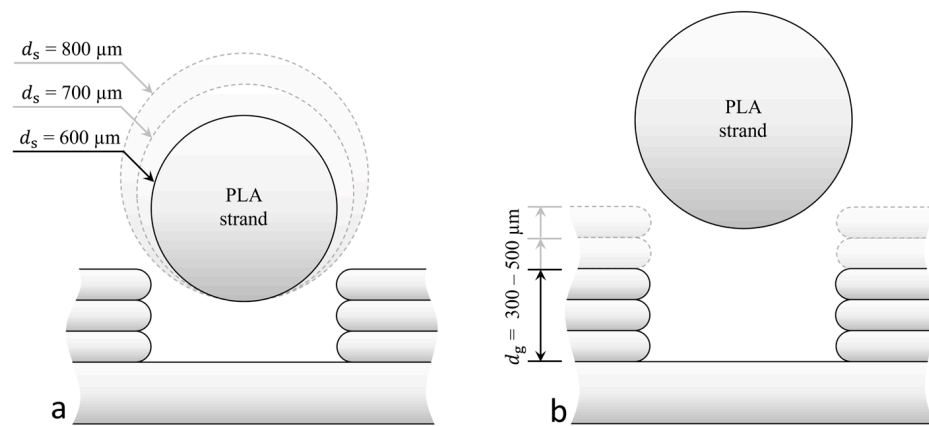 d_s = 800 μm
d_s = 700 μm
d_s = 600 μm
PLA
strand
a
PLA
strand
d_g = 300 – 500 μm
b